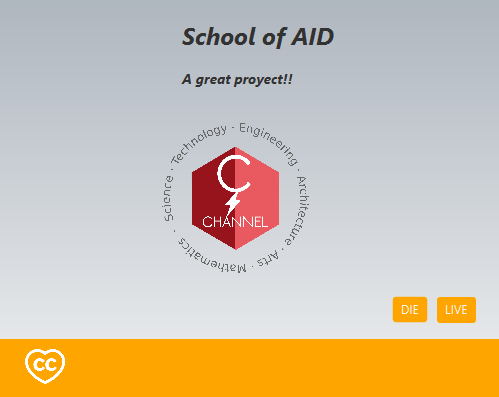 School of AID
A great proyect!!
Science · Technology · Engineering · Architecture · Arts · Mathematics ·
C
CHANNEL
DIE
LIVE
CC